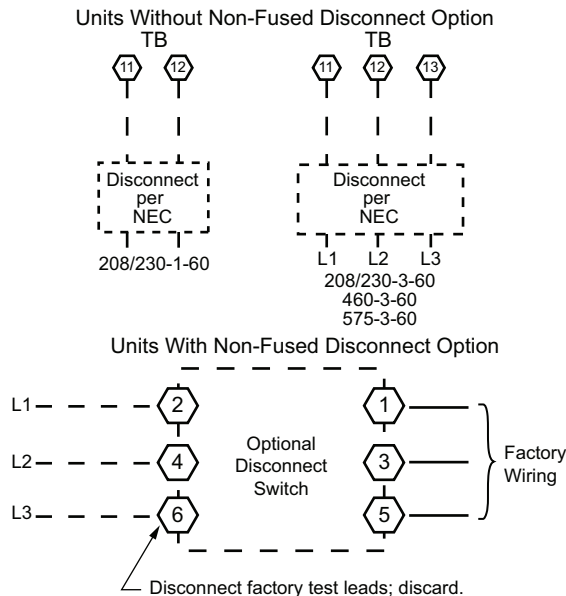 Units Without Non-Fused Disconnect Option
TB
TB
11
12
11
12
13
Disconnect
per
NEC
Disconnect
per
NEC
208/230-1-60
L1
L2
L3
208/230-3-60
460-3-60
575-3-60
Units With Non-Fused Disconnect Option
L1
2
1
L2
4
Optional
Disconnect
Switch
3
Factory
Wiring
L3
6
5
Disconnect factory test leads; discard.